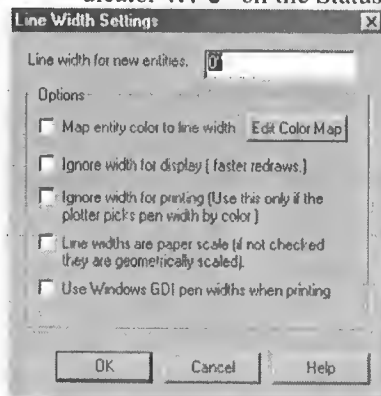 on the Status
Line Width Settings
Line width for new entities. 0"
Options
Map entity color to line width Edit Color Map
Ignore width for display ( faster redraws.)
Ignore width for printing (Use this only if the
plotter picks pen width by color )
Line widths are paper scale (if not checked
they are geometrically scaled).
Use Windows GDI pen widths when printing
OK Cancel Help